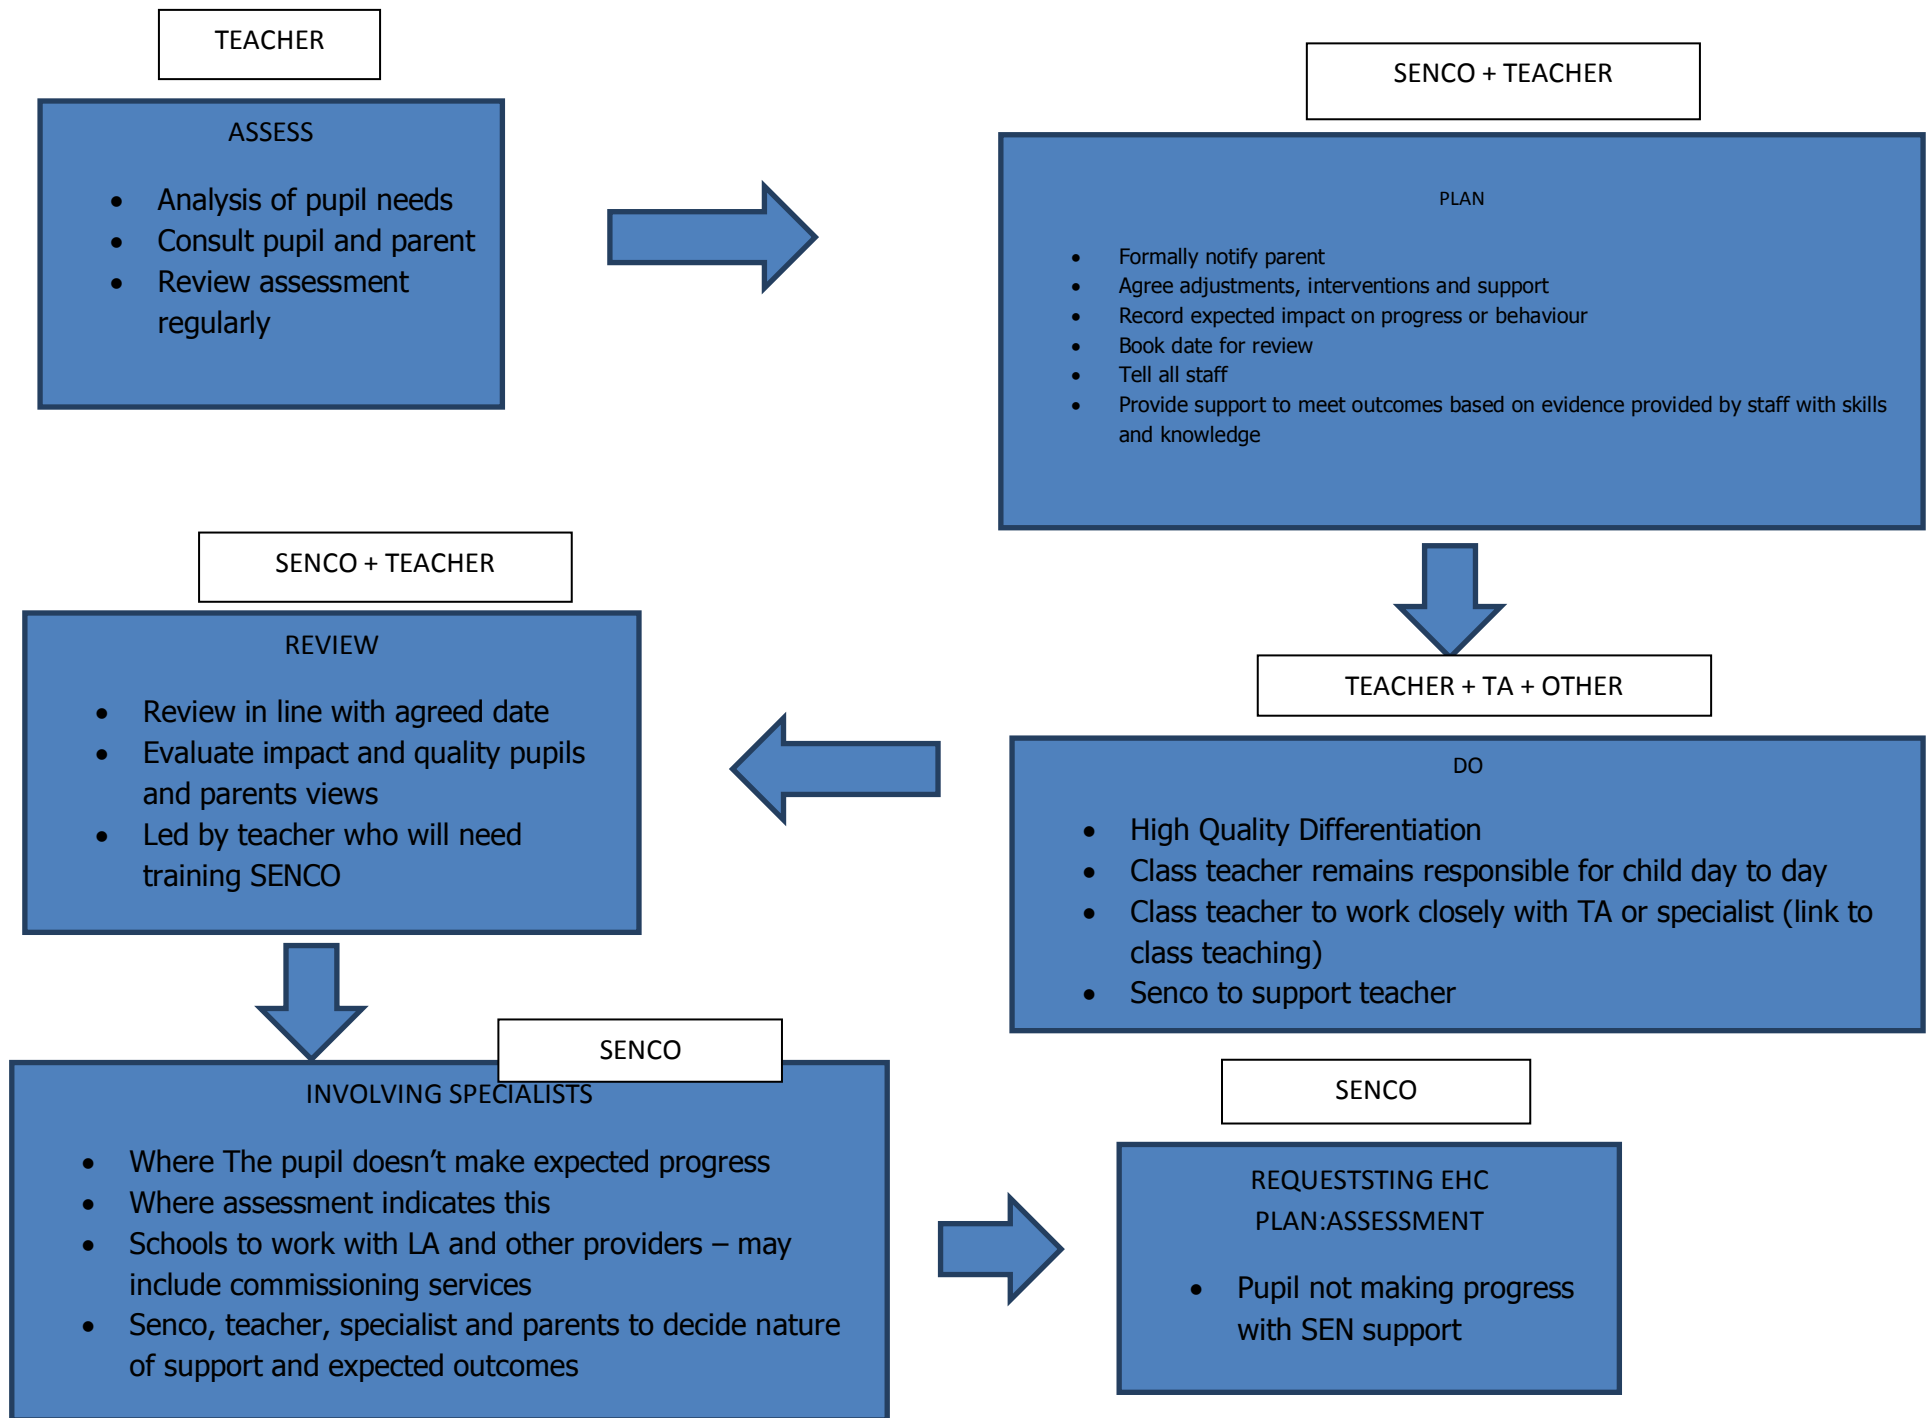 TEACHER
ASSESS
• Analysis of pupil needs
• Consult pupil and parent
• Review assessment
regularly
SENCO + TEACHER
PLAN
• Formally notify parent
• Agree adjustments, interventions and support
• Record expected impact on progress or behaviour
• Book date for review
• Tell all staff
• Provide support to meet outcomes based on evidence provided by staff with skills
and knowledge
TEACHER + TA + OTHER
DO
• High Quality Differentiation
• Class teacher remains responsible for child day to day
• Class teacher to work closely with TA or specialist (link to
class teaching)
• Senco to support teacher
SENCO + TEACHER
REVIEW
• Review in line with agreed date
• Evaluate impact and quality pupils
and parents views
• Led by teacher who will need
training SENCO
SENCO
INVOLVING SPECIALISTS
• Where The pupil doesn’t make expected progress
• Where assessment indicates this
• Schools to work with LA and other providers – may
include commissioning services
• Senco, teacher, specialist and parents to decide nature
of support and expected outcomes
SENCO
REQUESTSTING EHC
PLAN:ASSESSMENT
• Pupil not making progress
with SEN support